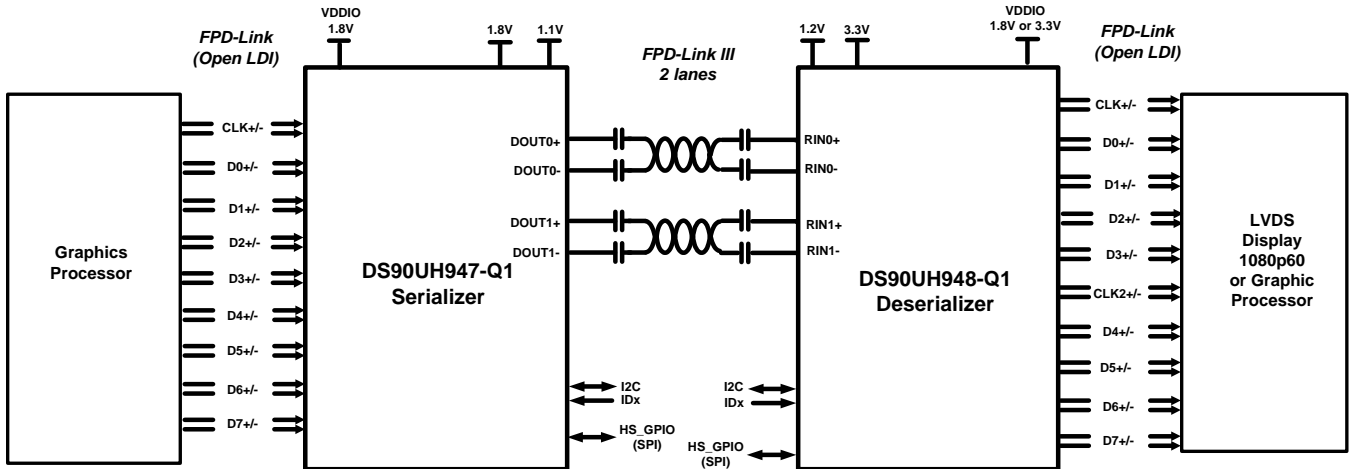 VDDIO
1.8V
1.8V
1.1V
1.2V
3.3V
VDDIO
1.8V or 3.3V
FPD-Link
(Open LDI)
FPD-Link III
2 lanes
FPD-Link
(Open LDI)
Graphics
Processor
CLK+/-
D0+/-
D1+/-
D2+/-
D3+/-
D4+/-
D5+/-
D6+/-
D7+/-
DS90UH947-Q1
Serializer
DOUT0+
DOUT0-
DOUT1+
DOUT1-
I2C
IDx
HS_GPIO
(SPI)
RIN0+
RIN0-
RIN1+
RIN1-
I2C
IDx
HS_GPIO
(SPI)
DS90UH948-Q1
Deserializer
CLK+/-
D0+/-
D1+/-
D2+/-
D3+/-
CLK2+/-
D4+/-
D5+/-
D6+/-
D7+/-
LVDS
Display
1080p60
or Graphic
Processor